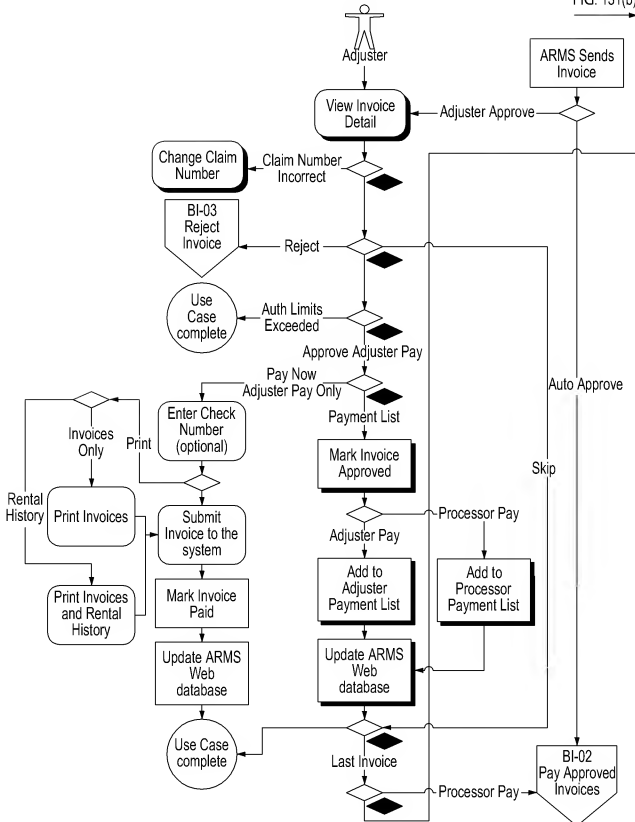 FIG. 131(b)
Adjuster
ARMS Sends
Invoice
View Invoice
Detail
Adjuster Approve
Change Claim
Number
Claim Number
Incorrect
BI-03
Reject
Invoice
Reject
Use
Case
complete
Auth Limits
Exceeded
Approve Adjuster Pay
Pay Now
Adjuster Pay Only
Auto Approve
Enter Check
Number
(optional)
Payment List
Invoices
Only
Print
Mark Invoice
Approved
Skip
Rental
History
Print Invoices
Submit
Invoice to the
system
Processor Pay
Adjuster Pay
Print Invoices
and Rental
History
Mark Invoice
Paid
Add to
Adjuster
Payment List
Add to
Processor
Payment List
Update ARMS
Web
database
Update ARMS
Web
database
Use Case
complete
Last Invoice
BI-02
Pay Approved
Invoices
Processor Pay